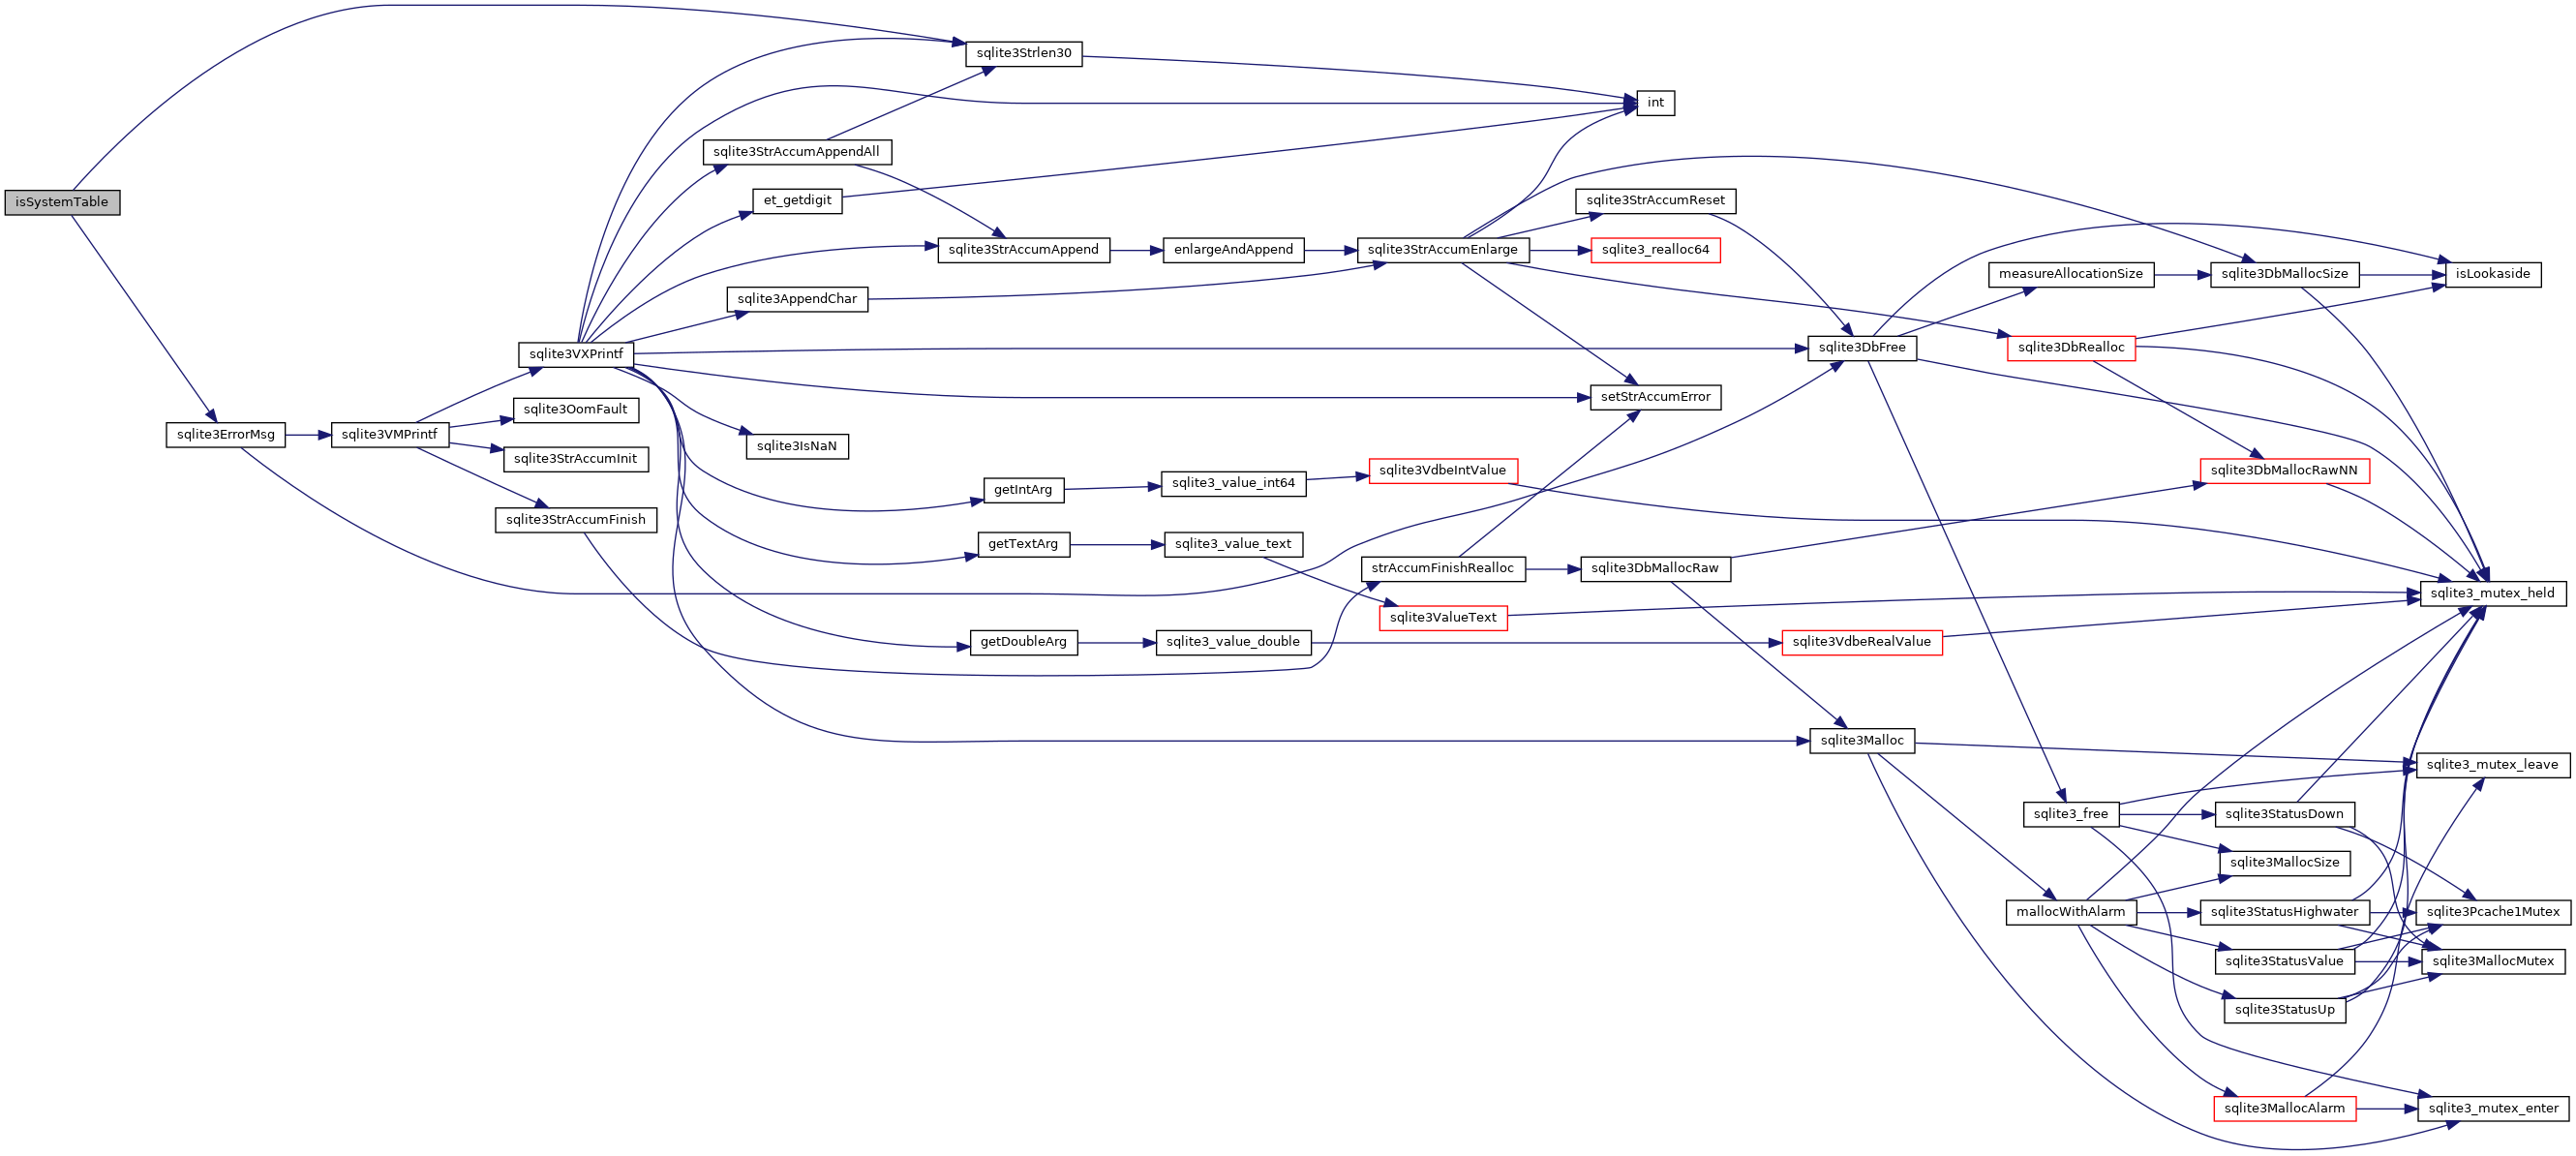 isSystemTable
sqlite3Strlen30
int
sqlite3StrAccumAppendAll
et_getdigit
sqlite3StrAccumReset
sqlite3StrAccumAppend
enlargeAndAppend
sqlite3StrAccumEnlarge
sqlite3_realloc64
measureAllocationSize
sqlite3DbMallocSize
isLookaside
sqlite3AppendChar
sqlite3VXPrintf
sqlite3DbFree
sqlite3DbRealloc
sqlite3OomFault
setStrAccumError
sqlite3ErrorMsg
sqlite3VMPrintf
sqlite3IsNaN
sqlite3StrAccumInit
sqlite3VdbeIntValue
sqlite3DbMallocRawNN
getIntArg
sqlite3_value_int64
sqlite3StrAccumFinish
getTextArg
sqlite3_value_text
strAccumFinishRealloc
sqlite3DbMallocRaw
sqlite3_mutex_held
sqlite3ValueText
getDoubleArg
sqlite3_value_double
sqlite3VdbeRealValue
sqlite3Malloc
sqlite3_mutex_leave
sqlite3_free
sqlite3StatusDown
sqlite3MallocSize
mallocWithAlarm
sqlite3StatusHighwater
sqlite3Pcache1Mutex
sqlite3StatusValue
sqlite3MallocMutex
sqlite3StatusUp
sqlite3MallocAlarm
sqlite3_mutex_enter